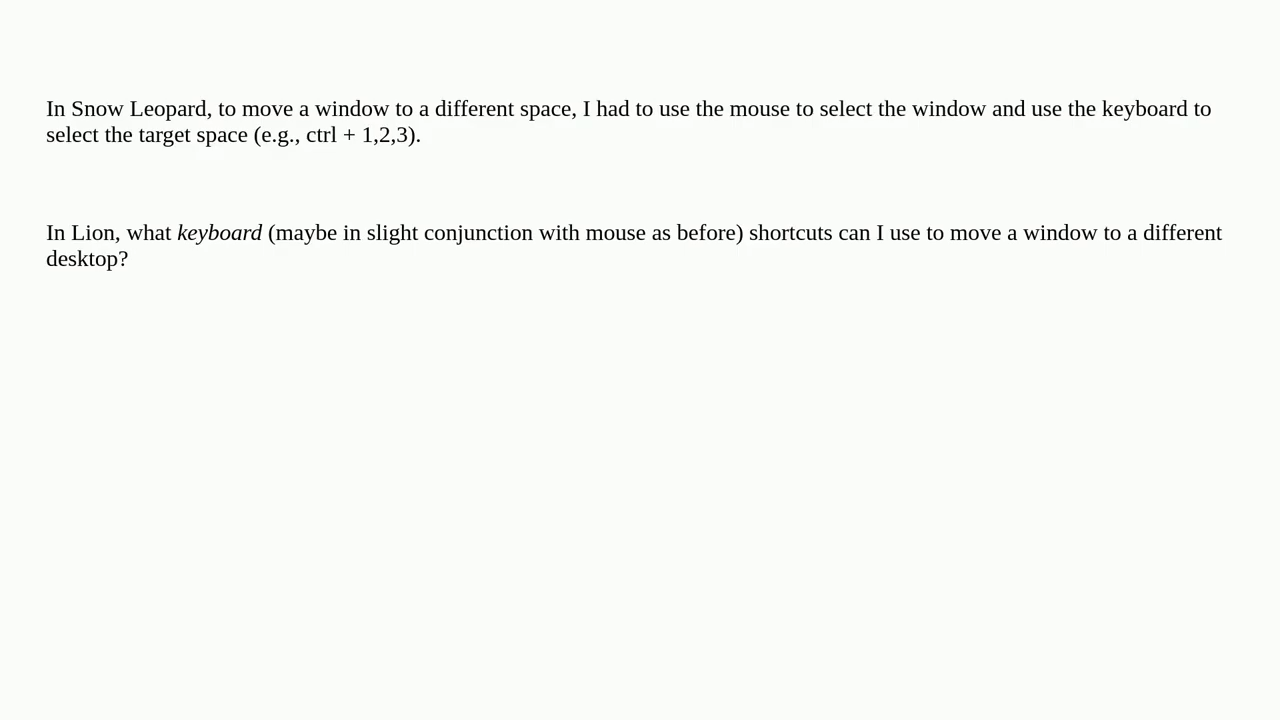 In Snow Leopard, to move a window to a different space, I had to use the mouse to select the window and use the keyboard to
select the target space (e.g., ctrl + 1,2,3).
In Lion, what keyboard (maybe in slight conjunction with mouse as before) shortcuts can I use to move a window to a different
desktop?